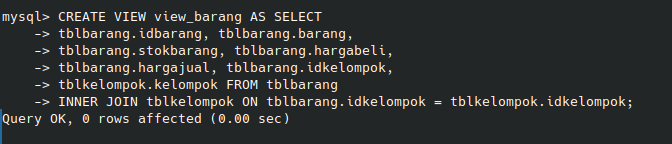 mysql> CREATE VIEW view_barang AS SELECT
    -> tblbarang.idbarang, tblbarang.barang,
    -> tblbarang.stokbarang, tblbarang.hargabeli,
    -> tblbarang.hargajual, tblbarang.idkelompok,
    -> tblkelompok.kelompok FROM tblbarang
    -> INNER JOIN tblkelompok ON tblbarang.idkelompok = tblkelompok.idkelompok;
Query OK, 0 rows affected (0.00 sec)